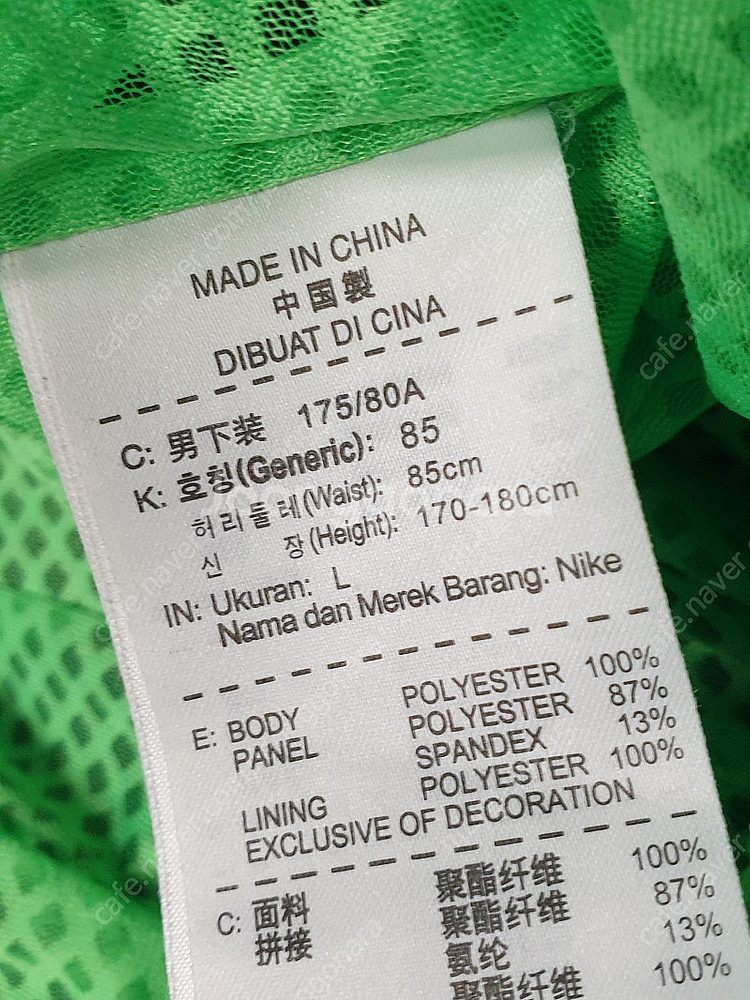 MADE IN CHINA
中国製
DIBUAT DI CINA
C: 男下装 175/80A
K: 호칭(Generic): 85
허리둘레(Waist): 85cm
신 장(Height): 170-180cm
IN: Ukuran: L
Nama dan Merek Barang: Nike
E: BODY POLYESTER 100%
PANEL POLYESTER 87%
SPANDEX 13%
LINING POLYESTER 100%
EXCLUSIVE OF DECORATION
C: 面料 聚酯纤维 100%
拼接 聚酯纤维 87%
氨纶 13%
聚酯纤维 100%
cafe.naver